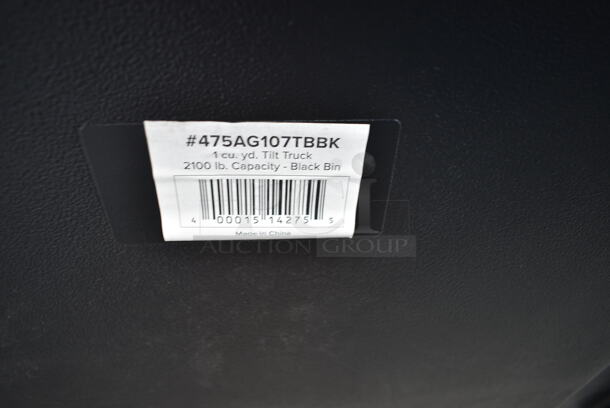 #475AG107TBBK
1 cu. yd. Tilt Truck
2100 lb. Capacity - Black Bin
4 00015 14275 5
Made in China
AUCTION GROUP